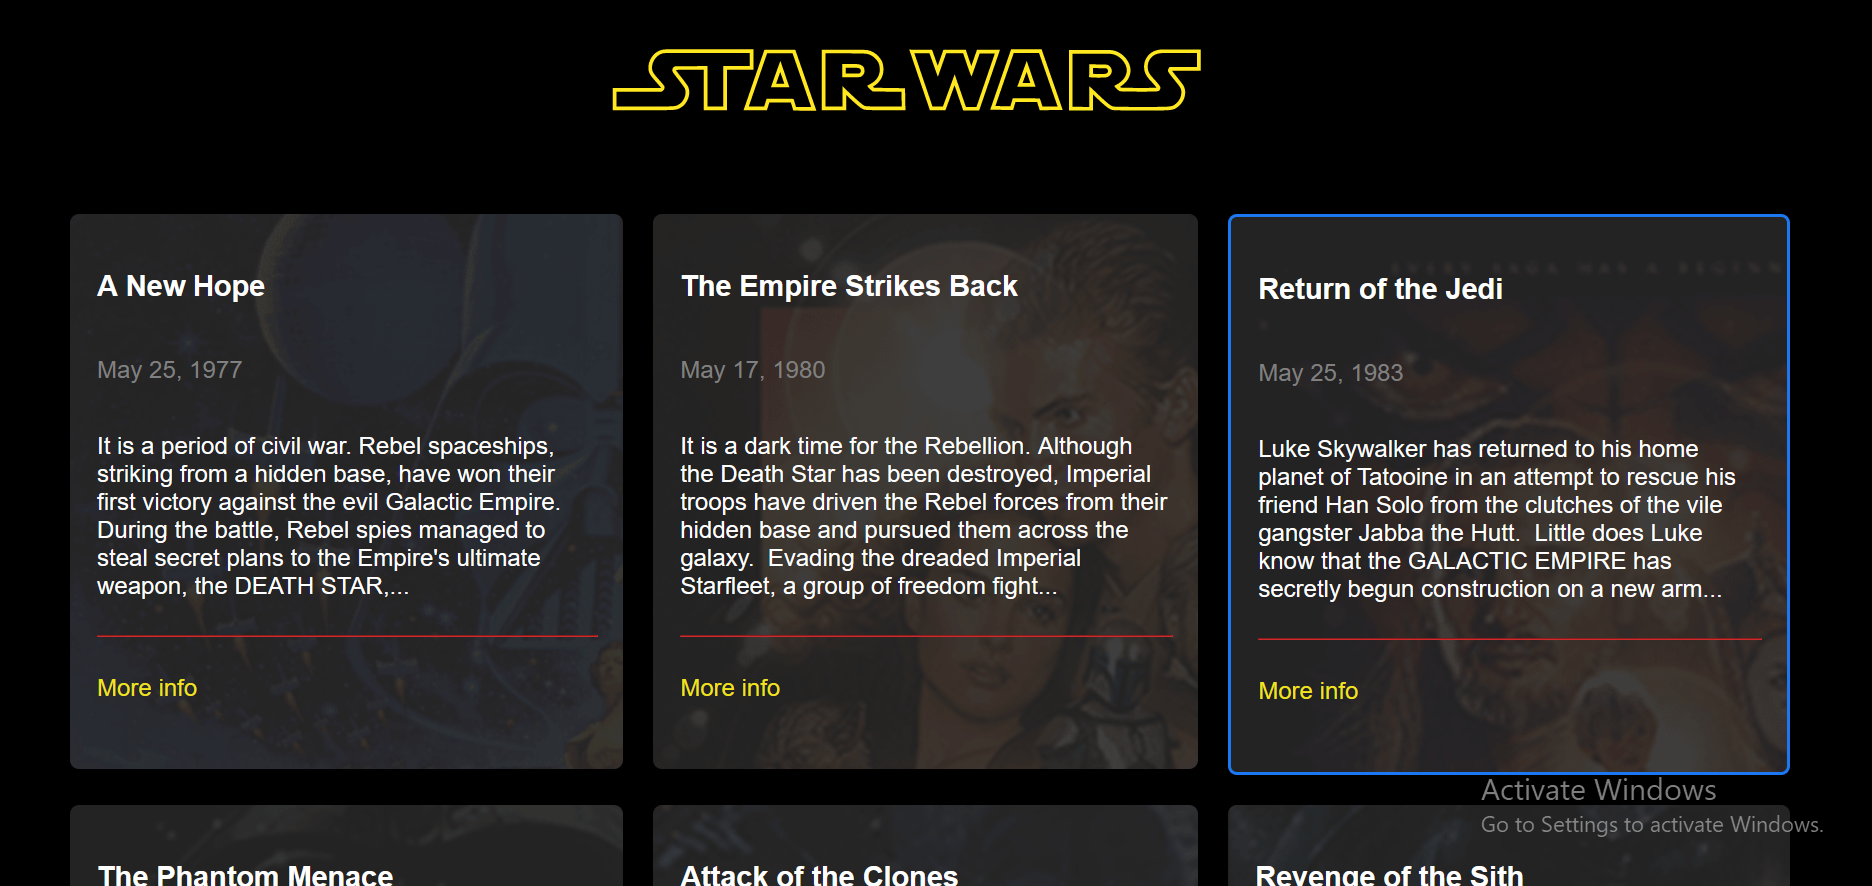 STAR WARS
A New Hope
May 25, 1977
It is a period of civil war. Rebel spaceships,
striking from a hidden base, have won their
first victory against the evil Galactic Empire.
During the battle, Rebel spies managed to
steal secret plans to the Empire's ultimate
weapon, the DEATH STAR,...
More info
The Empire Strikes Back
May 17, 1980
It is a dark time for the Rebellion. Although
the Death Star has been destroyed, Imperial
troops have driven the Rebel forces from their
hidden base and pursued them across the
galaxy.  Evading the dreaded Imperial
Starfleet, a group of freedom fight...
More info
EVERY SAGA HAS A BEGINN
Return of the Jedi
May 25, 1983
Luke Skywalker has returned to his home
planet of Tatooine in an attempt to rescue his
friend Han Solo from the clutches of the vile
gangster Jabba the Hutt.  Little does Luke
know that the GALACTIC EMPIRE has
secretly begun construction on a new arm...
More info
The Phantom Menace
Attack of the Clones
Revenge of the Sith
Activate Windows
Go to Settings to activate Windows.